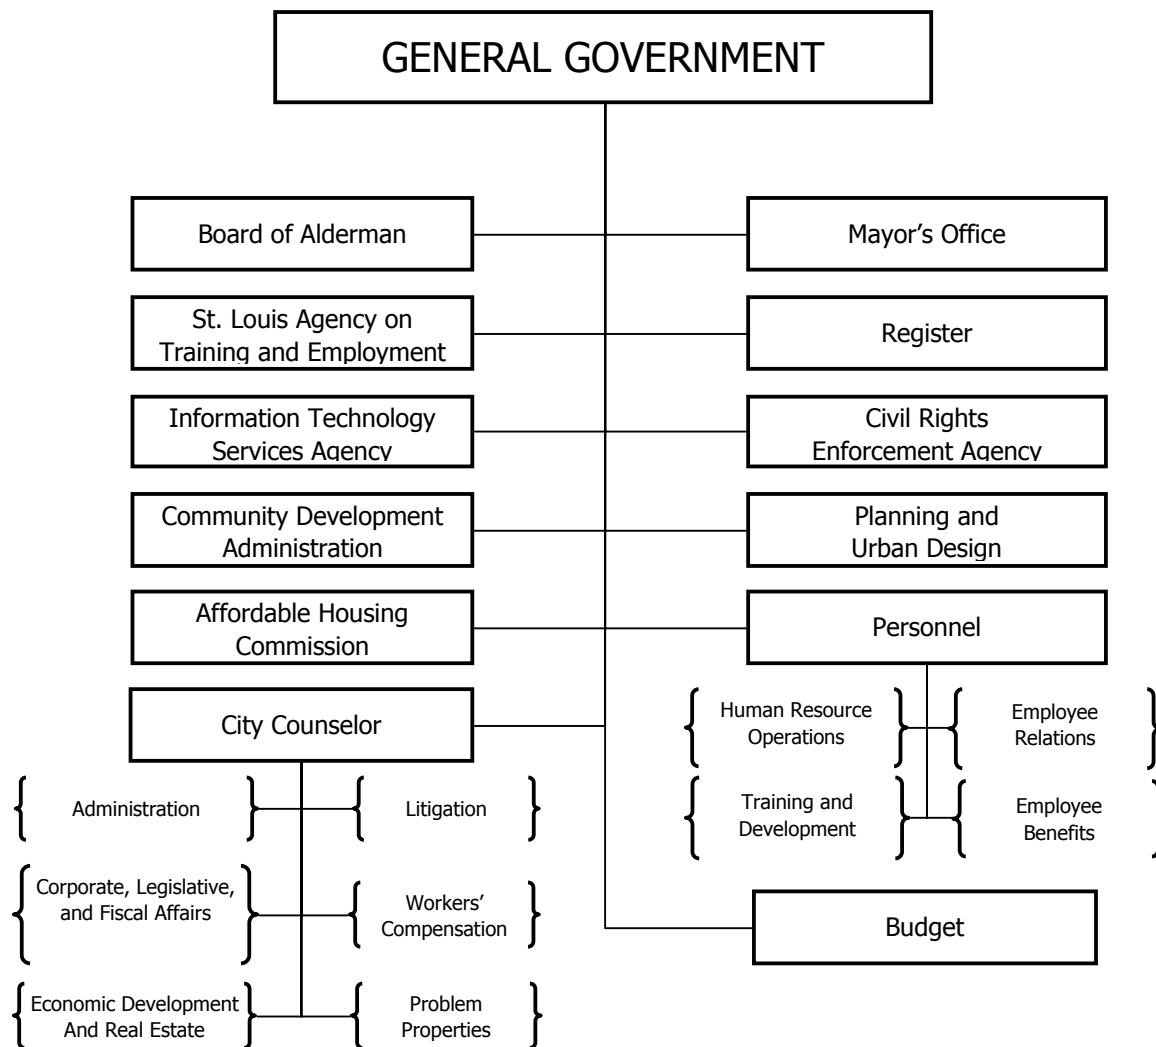 GENERAL GOVERNMENT
Board of Alderman
Mayor’s Office
St. Louis Agency on
Training and Employment
Register
Information Technology
Services Agency
Civil Rights
Enforcement Agency
Community Development
Administration
Planning and
Urban Design
Affordable Housing
Commission
Personnel
City Counselor
Human Resource
Operations
Employee
Relations
Training and
Development
Employee
Benefits
Administration
Litigation
Corporate, Legislative,
and Fiscal Affairs
Workers’
Compensation
Budget
Economic Development
And Real Estate
Problem
Properties